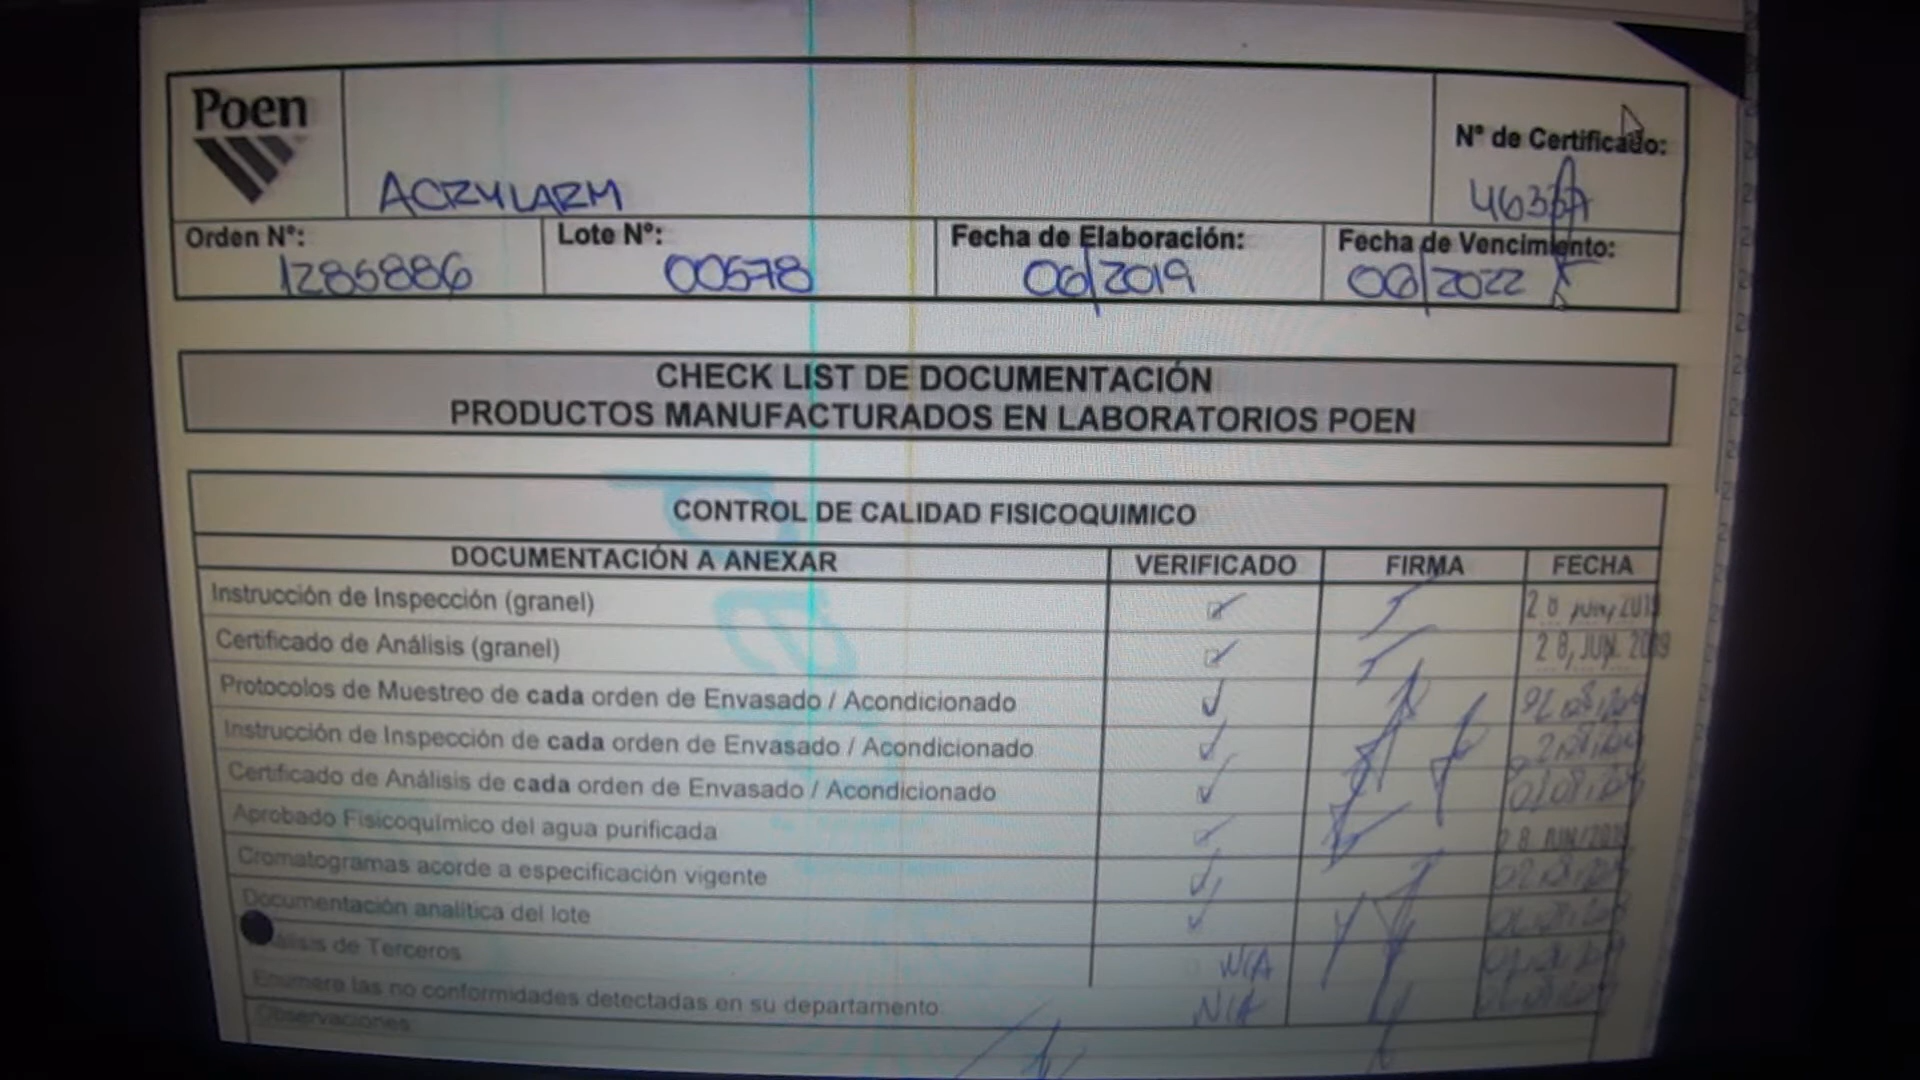 Poen
Nº de Certificado:
ACRYLARM
Orden Nº:
Lote Nº:
Fecha de Elaboración:
Fecha de Vencimiento:
1285886
00578
06/2019
06/2022
CHECK LIST DE DOCUMENTACIÓN
PRODUCTOS MANUFACTURADOS EN LABORATORIOS POEN
CONTROL DE CALIDAD FISICOQUIMICO
DOCUMENTACIÓN A ANEXAR VERIFICADO FIRMA FECHA
Instrucción de Inspección (granel)
Certificado de Análisis (granel) 28 JUN. 2019
Protocolos de Muestreo de cada orden de Envasado / Acondicionado
Instrucción de Inspección de cada orden de Envasado / Acondicionado
Certificado de Análisis de cada orden de Envasado / Acondicionado
Aprobado Fisicoquímico del agua purificada 28 JUN 2019
Cromatogramas acorde a especificación vigente
Documentación analítica del lote
de Terceros N/A
Enumere las no conformidades detectadas en su departamento N/A
Observaciones